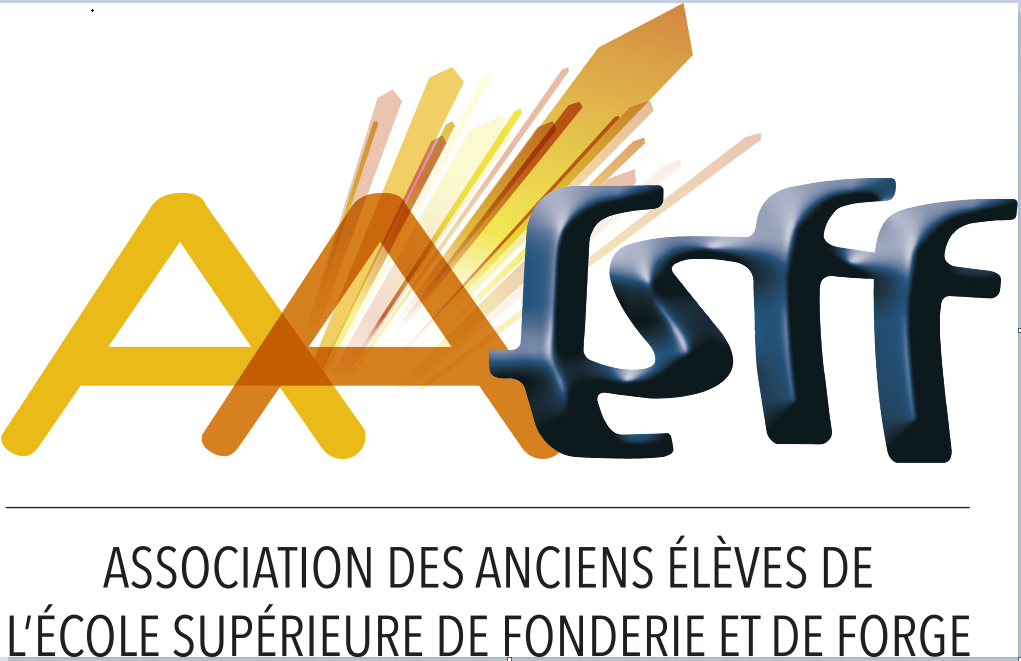 AAEsff
ASSOCIATION DES ANCIENS ÉLÈVES DE
L'ÉCOLE SUPÉRIEURE DE FONDERIE ET DE FORGE